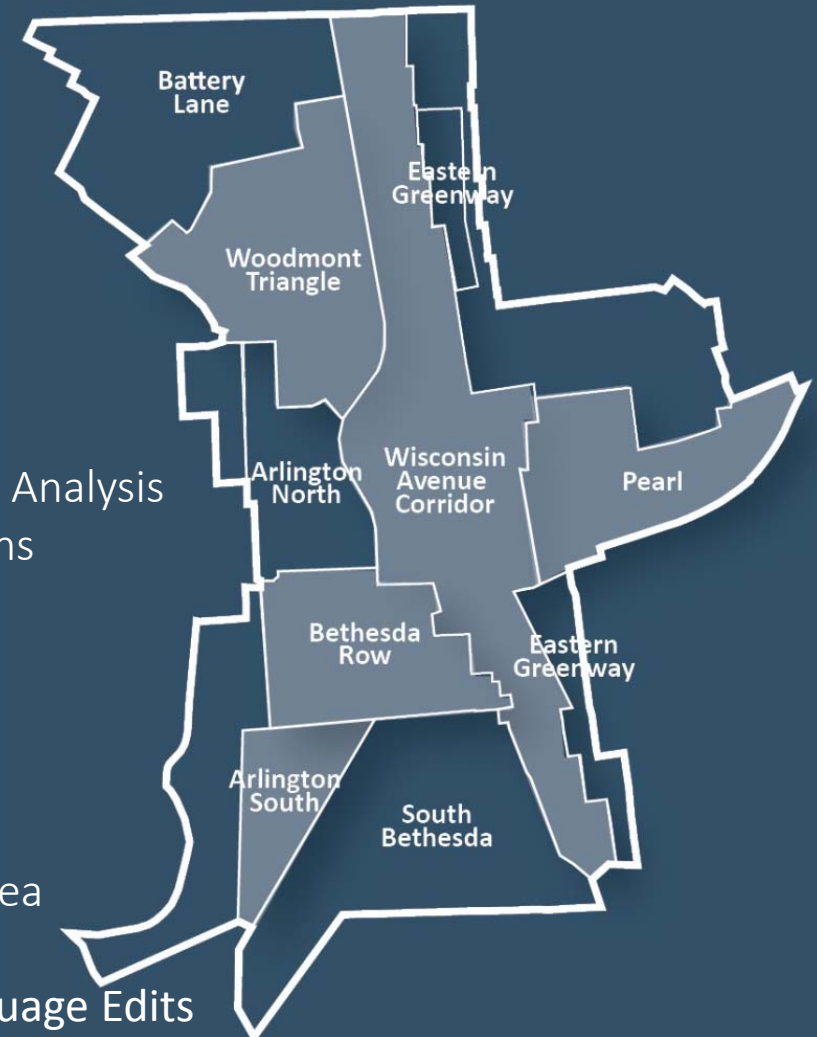 Battery
Lane
Eastern
Greenway
Woodmont
Triangle
Analysis
ns
Arlington
North
Wisconsin
Avenue
Corridor
Pearl
Bethesda
Row
Eastern
Greenway
Arlington
South
South
Bethesda
ea
uage Edits